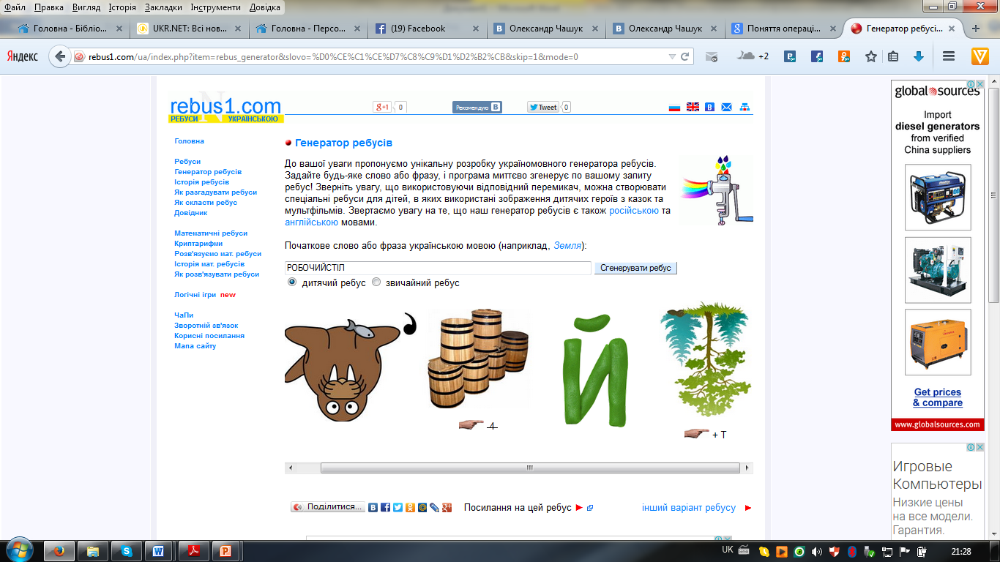 Файл Правка Вигляд Історія Закладки Інструменти Довідка
Головна - Бібліо...
UKR.NET: Всі нов...
Головна - Персо...
(19) Facebook
Олександр Чашук
Олександр Чашук
Поняття операці...
Генератор ребусі...
Яндекс
rebus1.com/ua/index.php?item=rebus_generator&slovo=%D0%CE%C1%CE%D7%C8%C9%D1%D2%B2%CB&skip=1&mode=0
+2
rebus1.com
РЕБУСИ УКРАЇНСЬКОЮ
g+1 0
Рекомендую B
Tweet 0
Головна
Ребуси
Генератор ребусів
Історія ребусів
Як разгадувати ребуси
Як скласти ребус
Довідник
Математичні ребуси
Криптарифми
Розв'язуємо мат. ребуси
Історія мат. ребусів
Як розв'язувати ребуси
Логічні ігри new
ЧаПи
Зворотній зв'язок
Корисні посилання
Мапа сайту
Генератор ребусів
До вашої уваги пропонуємо унікальну розробку україномовного генератора ребусів.
Задайте будь-яке слово або фразу, і програма миттєво згенерує по вашому запиту
ребус! Зверніть увагу, що використовуючи відповідний перемикач, можна створювати
спеціальні ребуси для дітей, в яких використані зображення дитячих героїв з казок та
мультфільмів. Звертаємо увагу на те, що наш генератор ребусів є також російською та
англійською мовами.
Початкове слово або фраза українською мовою (наприклад, Земля):
РОБОЧИЙСТІЛ
Сгенерувати ребус
дитячий ребус звичайний ребус
,
Й
4
+ Т
Поділитися...
Посилання на цей ребус
інший варіант ребусу
global sources
Import
diesel generators
from verified
China suppliers
Get prices
& compare
www.globalsources.com
Игровые
Компьютеры
Низкие цены
на все модели.
Гарантия.
UK
21:28